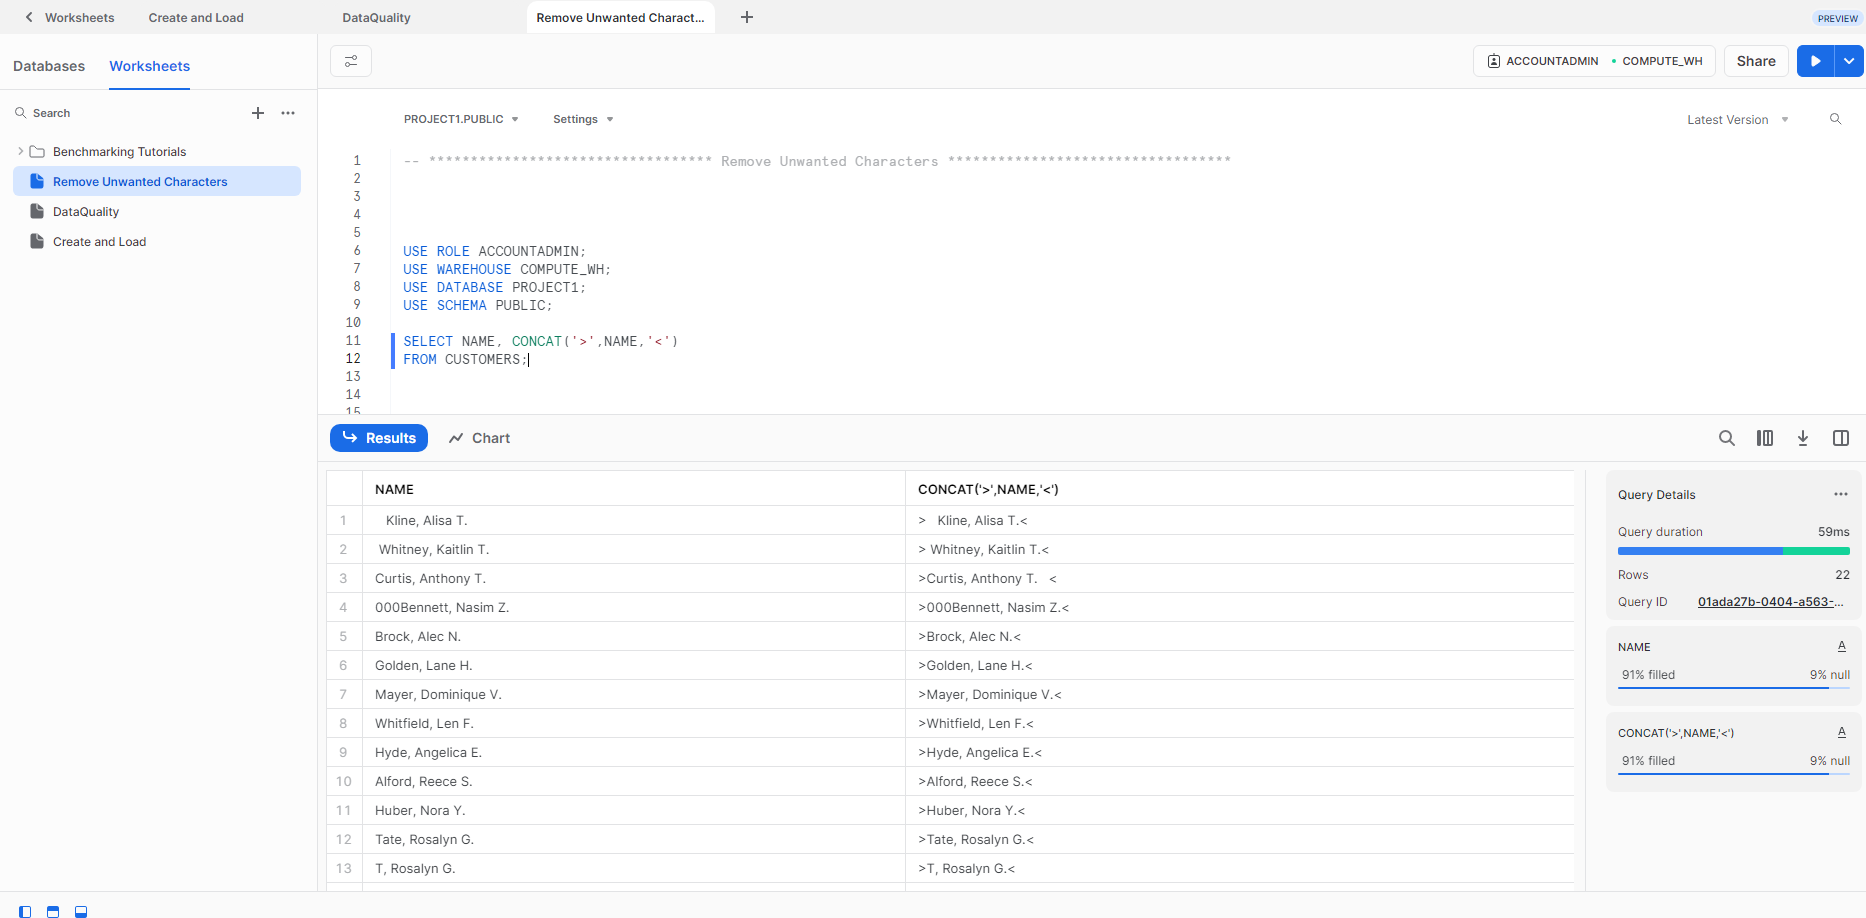 Worksheets
Create and Load
DataQuality
Remove Unwanted Charact...
PREVIEW
Databases
Worksheets
ACCOUNTADMIN
COMPUTE_WH
Share
Search
PROJECT1.PUBLIC
Settings
Latest Version
Benchmarking Tutorials
Remove Unwanted Characters
DataQuality
Create and Load
1 -- ********************************** Remove Unwanted Characters **********************************
2
3
4
5
6 USE ROLE ACCOUNTADMIN;
7 USE WAREHOUSE COMPUTE_WH;
8 USE DATABASE PROJECT1;
9 USE SCHEMA PUBLIC;
10
11 SELECT NAME, CONCAT('>',NAME,'<')
12 FROM CUSTOMERS;
13
14
15
Results
Chart
NAME CONCAT('>',NAME,'<')
1    Kline, Alisa T. >   Kline, Alisa T.<
2  Whitney, Kaitlin T. > Whitney, Kaitlin T.<
3 Curtis, Anthony T. >Curtis, Anthony T.   <
4 000Bennett, Nasim Z. >000Bennett, Nasim Z.<
5 Brock, Alec N. >Brock, Alec N.<
6 Golden, Lane H. >Golden, Lane H.<
7 Mayer, Dominique V. >Mayer, Dominique V.<
8 Whitfield, Len F. >Whitfield, Len F.<
9 Hyde, Angelica E. >Hyde, Angelica E.<
10 Alford, Reece S. >Alford, Reece S.<
11 Huber, Nora Y. >Huber, Nora Y.<
12 Tate, Rosalyn G. >Tate, Rosalyn G.<
13 T, Rosalyn G. >T, Rosalyn G.<
Query Details
Query duration 59ms
Rows 22
Query ID 01ada27b-0404-a563-...
NAME A
91% filled 9% null
CONCAT('>',NAME,'<') A
91% filled 9% null